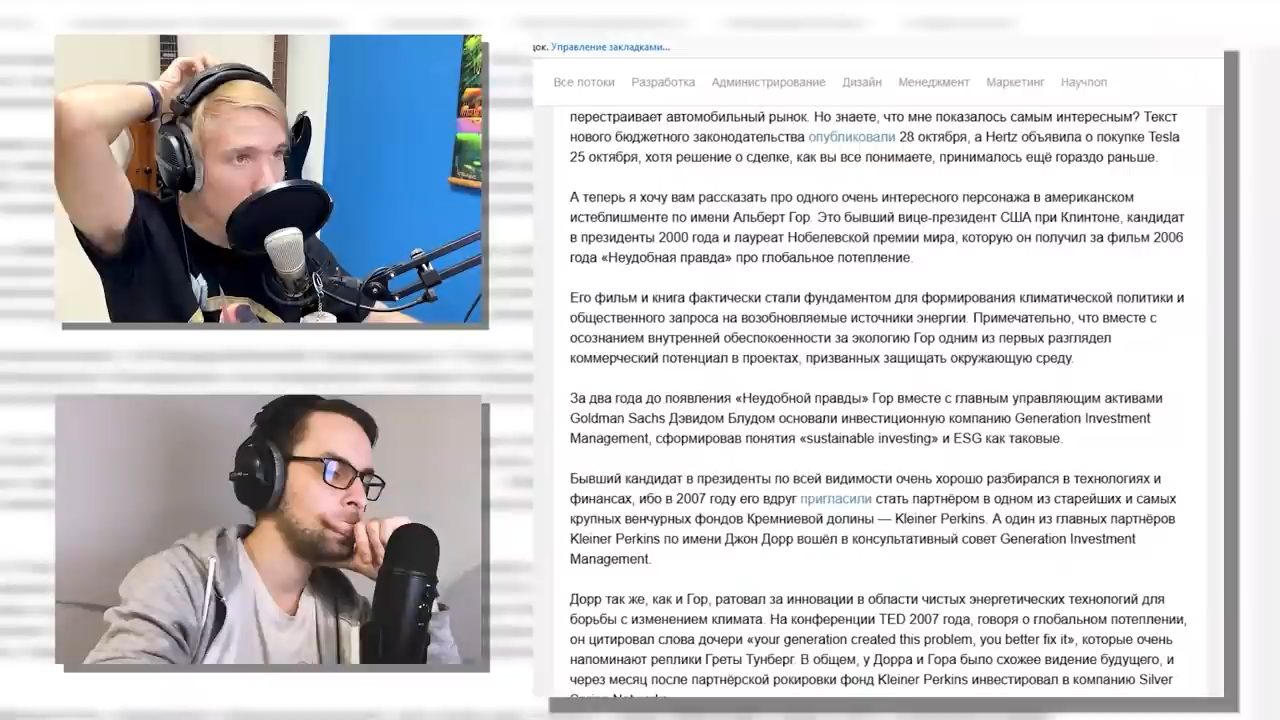 док. Управление закладками...
Все потоки Разработка Администрирование Дизайн Менеджмент Маркетинг Научпоп
перестраивает автомобильный рынок. Но знаете, что мне показалось самым интересным? Текст
нового бюджетного законодательства опубликовали 28 октября, а Hertz объявила о покупке Tesla
25 октября, хотя решение о сделке, как вы все понимаете, принималось ещё гораздо раньше.
А теперь я хочу вам рассказать про одного очень интересного персонажа в американском
истеблишменте по имени Альберт Гор. Это бывший вице-президент США при Клинтоне, кандидат
в президенты 2000 года и лауреат Нобелевской премии мира, которую он получил за фильм 2006
года «Неудобная правда» про глобальное потепление.
Его фильм и книга фактически стали фундаментом для формирования климатической политики и
общественного запроса на возобновляемые источники энергии. Примечательно, что вместе с
осознанием внутренней обеспокоенности за экологию Гор одним из первых разглядел
коммерческий потенциал в проектах, призванных защищать окружающую среду.
За два года до появления «Неудобной правды» Гор вместе с главным управляющим активами
Goldman Sachs Дэвидом Блудом основали инвестиционную компанию Generation Investment
Management, сформировав понятия «sustainable investing» и ESG как таковые.
Бывший кандидат в президенты по всей видимости очень хорошо разбирался в технологиях и
финансах, ибо в 2007 году его вдруг пригласили стать партнёром в одном из старейших и самых
крупных венчурных фондов Кремниевой долины — Kleiner Perkins. А один из главных партнёров
Kleiner Perkins по имени Джон Дорр вошёл в консультативный совет Generation Investment
Management.
Дорр так же, как и Гор, ратовал за инновации в области чистых энергетических технологий для
борьбы с изменением климата. На конференции TED 2007 года, говоря о глобальном потеплении,
он цитировал слова дочери «your generation created this problem, you better fix it», которые очень
напоминают реплики Греты Тунберг. В общем, у Дорра и Гора было схожее видение будущего, и
через месяц после партнёрской рокировки фонд Kleiner Perkins инвестировал в компанию Silver